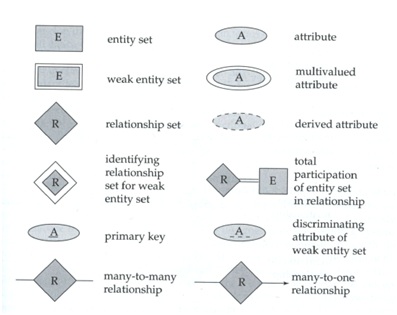 E
entity set
A
attribute
E
weak entity set
A
multivalued
attribute
R
relationship set
A
derived attribute
R
identifying
relationship
set for weak
entity set
R
E
total
participation
of entity set
in relationship
A
primary key
A
discriminating
attribute of
weak entity set
R
many-to-many
relationship
R
many-to-one
relationship